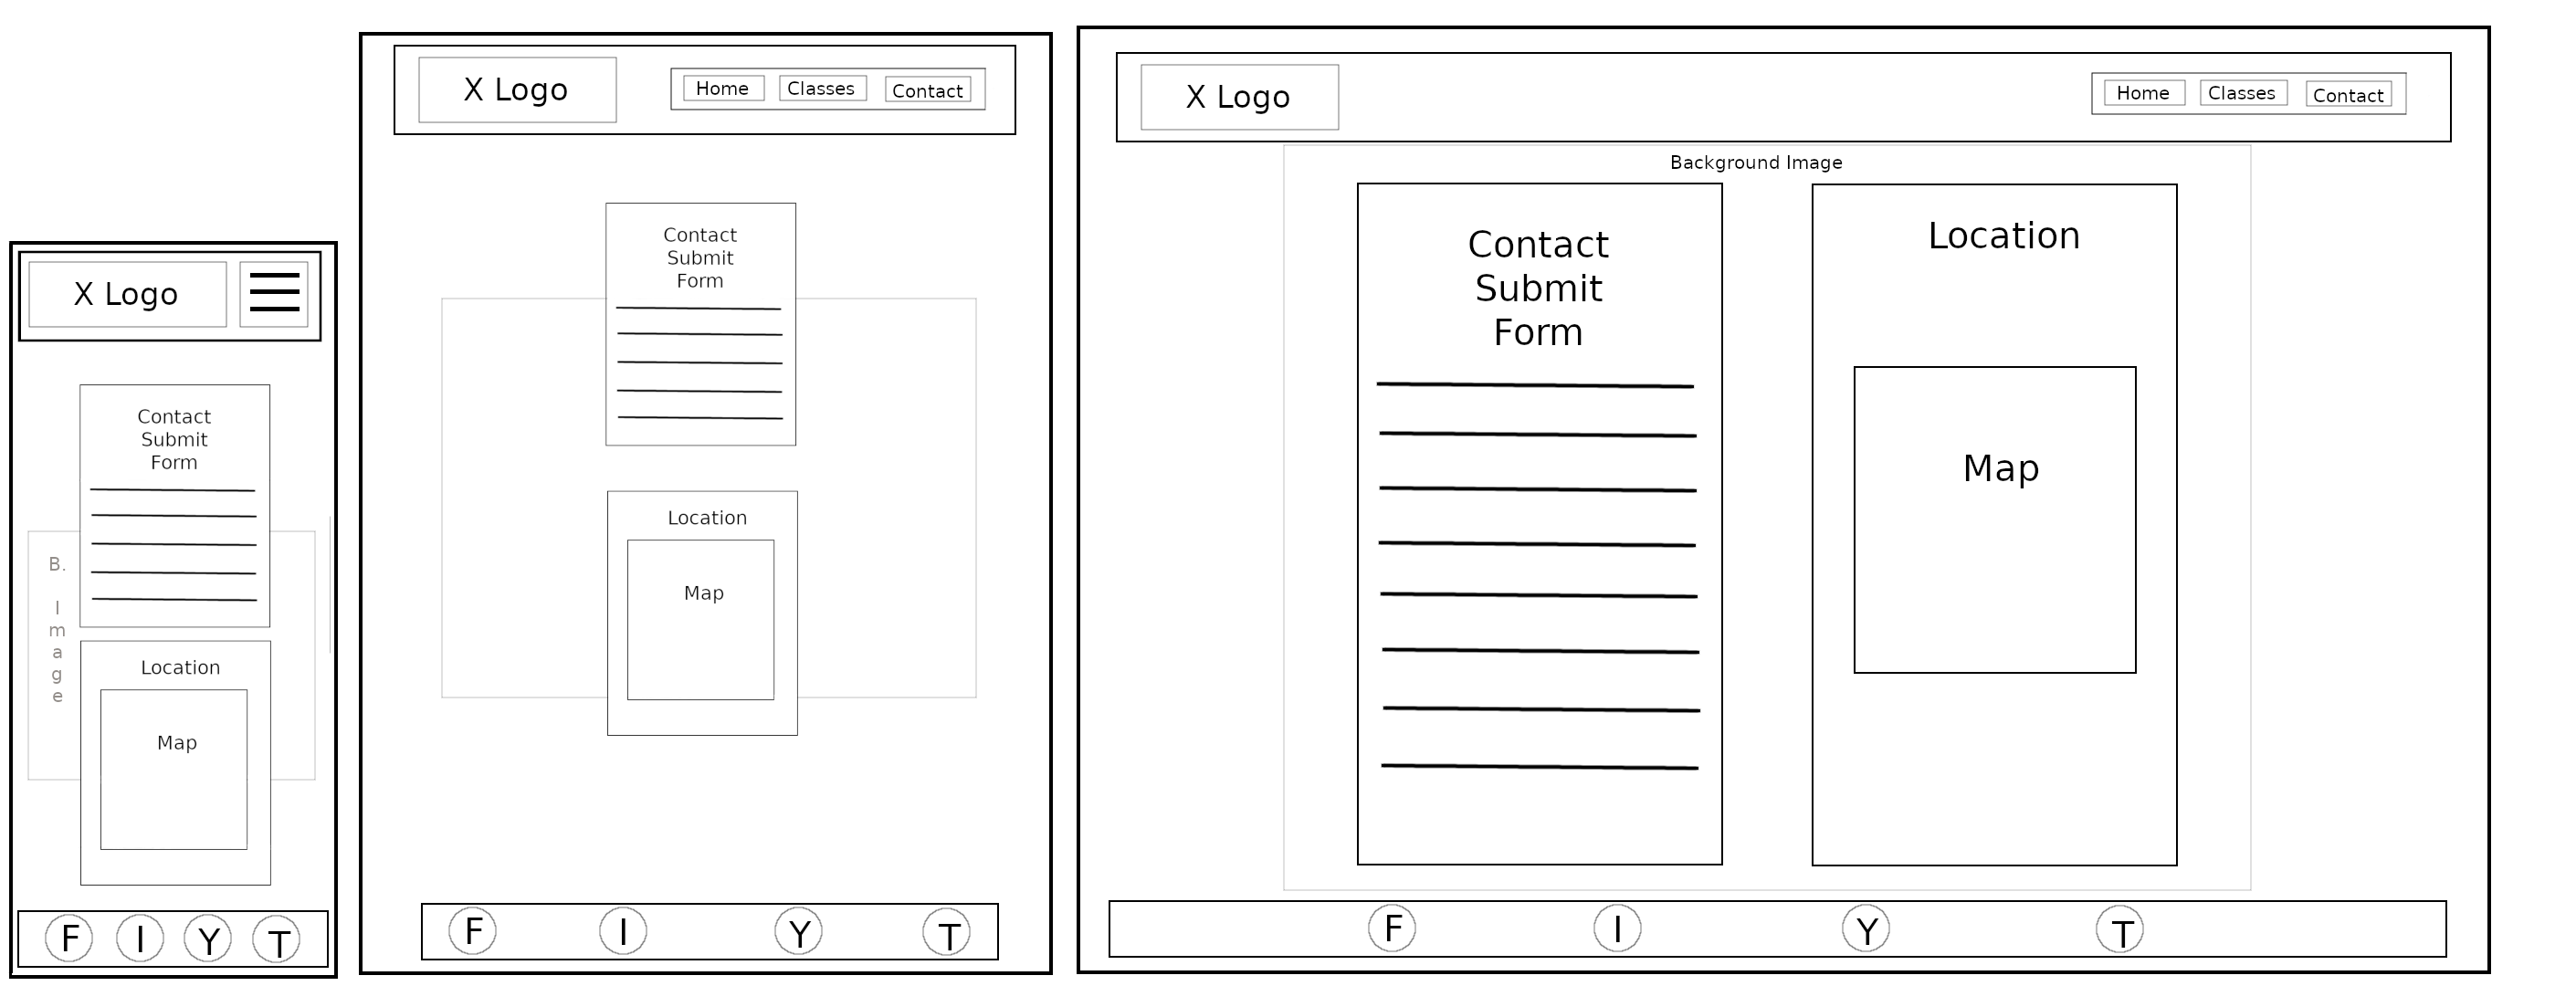 X Logo
Contact
Submit
Form
B.
I
m
a
g
e
Location
Map
F I Y T
X Logo
Home Classes Contact
Contact
Submit
Form
Location
Map
F I Y T
X Logo
Home Classes Contact
Background Image
Contact
Submit
Form
Location
Map
F I Y T